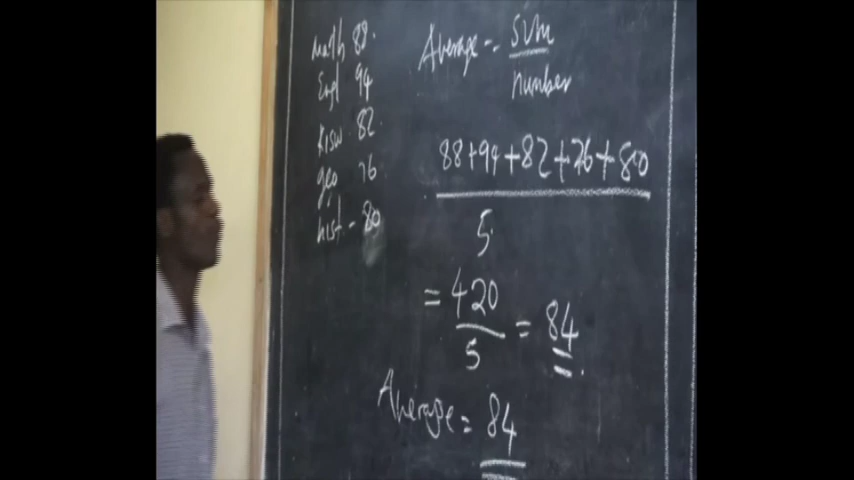 math 88.
Engl 94
Kisw 82.
geo 76
hist - 80
Average = sum
number
88+94+82+76+80
5
= 420
5
= 84
Average = 84